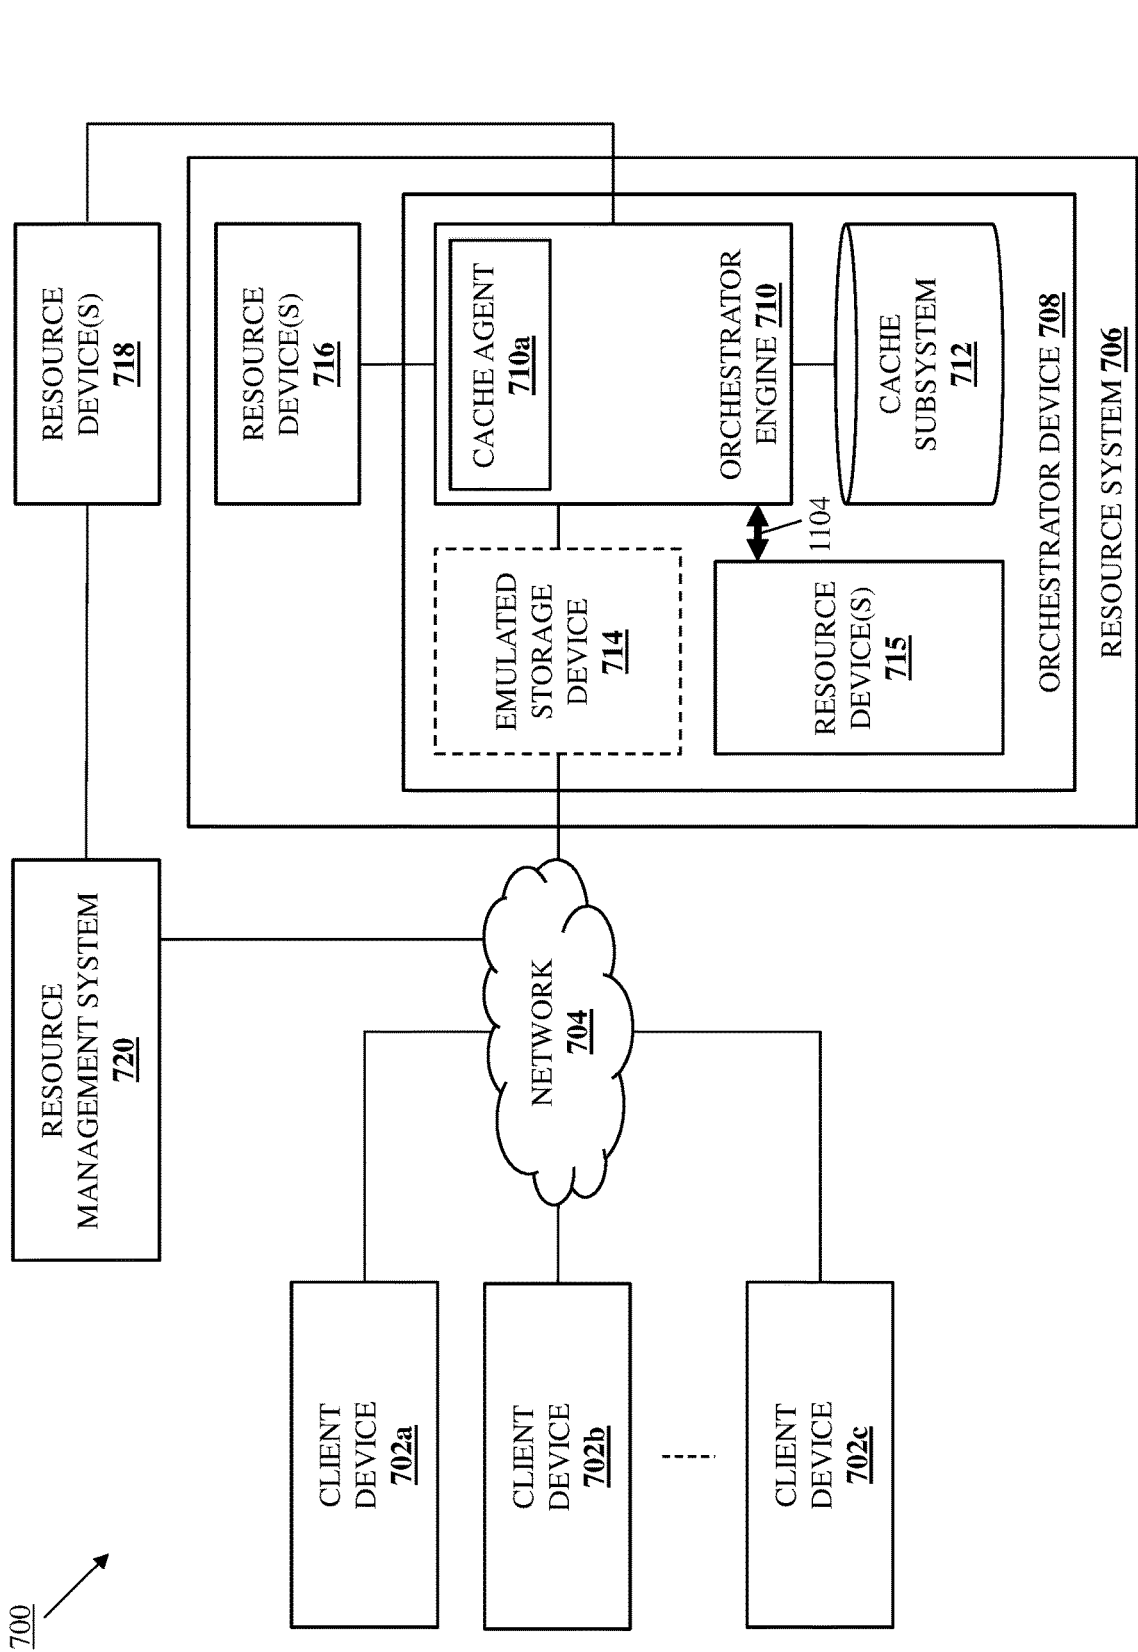 700
CLIENT
DEVICE
702a
CLIENT
DEVICE
702b
CLIENT
DEVICE
702c
RESOURCE
MANAGEMENT SYSTEM
720
NETWORK
704
RESOURCE
DEVICE(S)
718
RESOURCE
DEVICE(S)
716
CACHE AGENT
710a
ORCHESTRATOR
ENGINE 710
EMULATED
STORAGE
DEVICE
714
1104
RESOURCE
DEVICE(S)
715
CACHE
SUBSYSTEM
712
ORCHESTRATOR DEVICE 708
RESOURCE SYSTEM 706